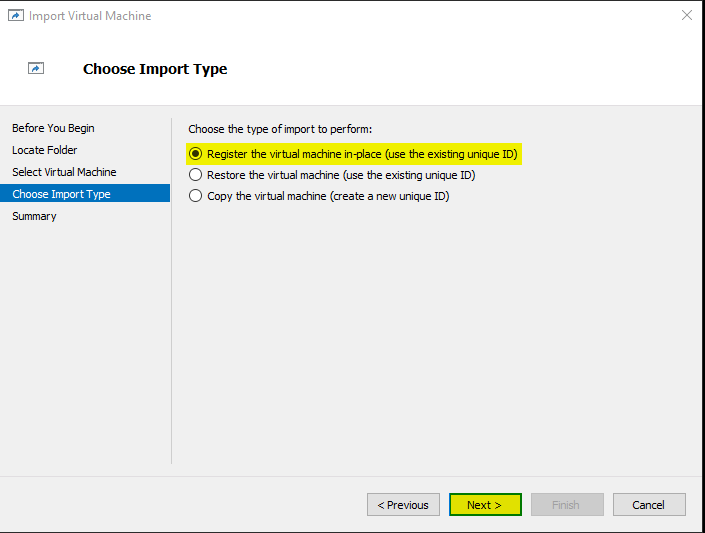 Import Virtual Machine
Choose Import Type
Before You Begin
Locate Folder
Select Virtual Machine
Choose Import Type
Summary
Choose the type of import to perform:
Register the virtual machine in-place (use the existing unique ID)
Restore the virtual machine (use the existing unique ID)
Copy the virtual machine (create a new unique ID)
< Previous
Next >
Finish
Cancel